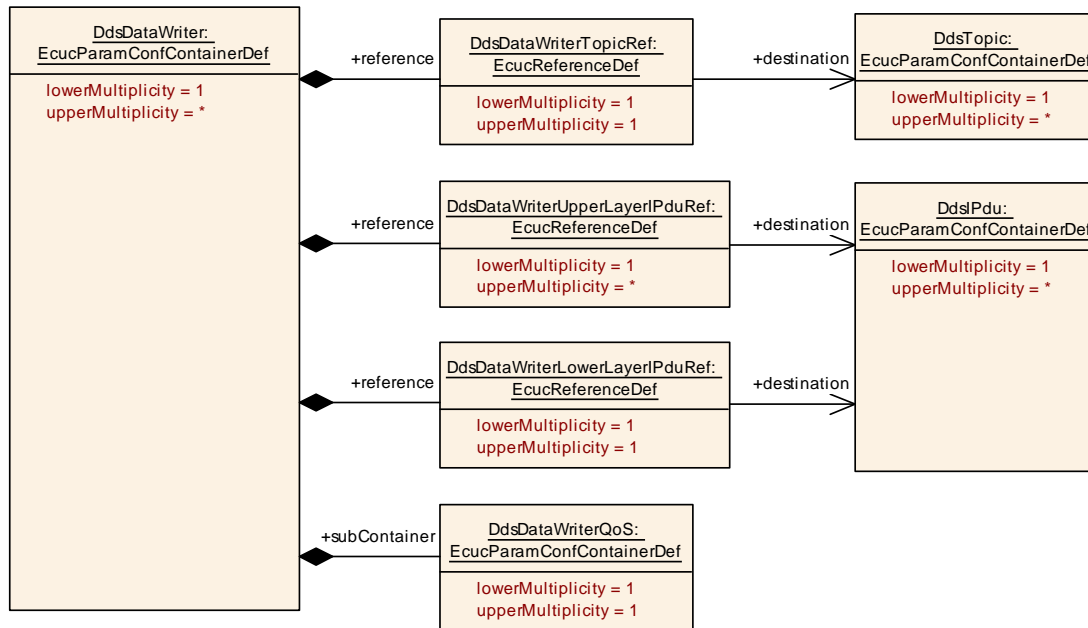 DdsDataWriter:
EcucParamConfContainerDef
lowerMultiplicity = 1
upperMultiplicity = *
+reference
DdsDataWriterTopicRef:
EcucReferenceDef
lowerMultiplicity = 1
upperMultiplicity = 1
+destination
DdsTopic:
EcucParamConfContainerDef
lowerMultiplicity = 1
upperMultiplicity = *
+reference
DdsDataWriterUpperLayerIPduRef:
EcucReferenceDef
lowerMultiplicity = 1
upperMultiplicity = *
+destination
DdsIPdu:
EcucParamConfContainerDef
lowerMultiplicity = 1
upperMultiplicity = *
+reference
DdsDataWriterLowerLayerIPduRef:
EcucReferenceDef
lowerMultiplicity = 1
upperMultiplicity = 1
+destination
+subContainer
DdsDataWriterQoS:
EcucParamConfContainerDef
lowerMultiplicity = 1
upperMultiplicity = 1